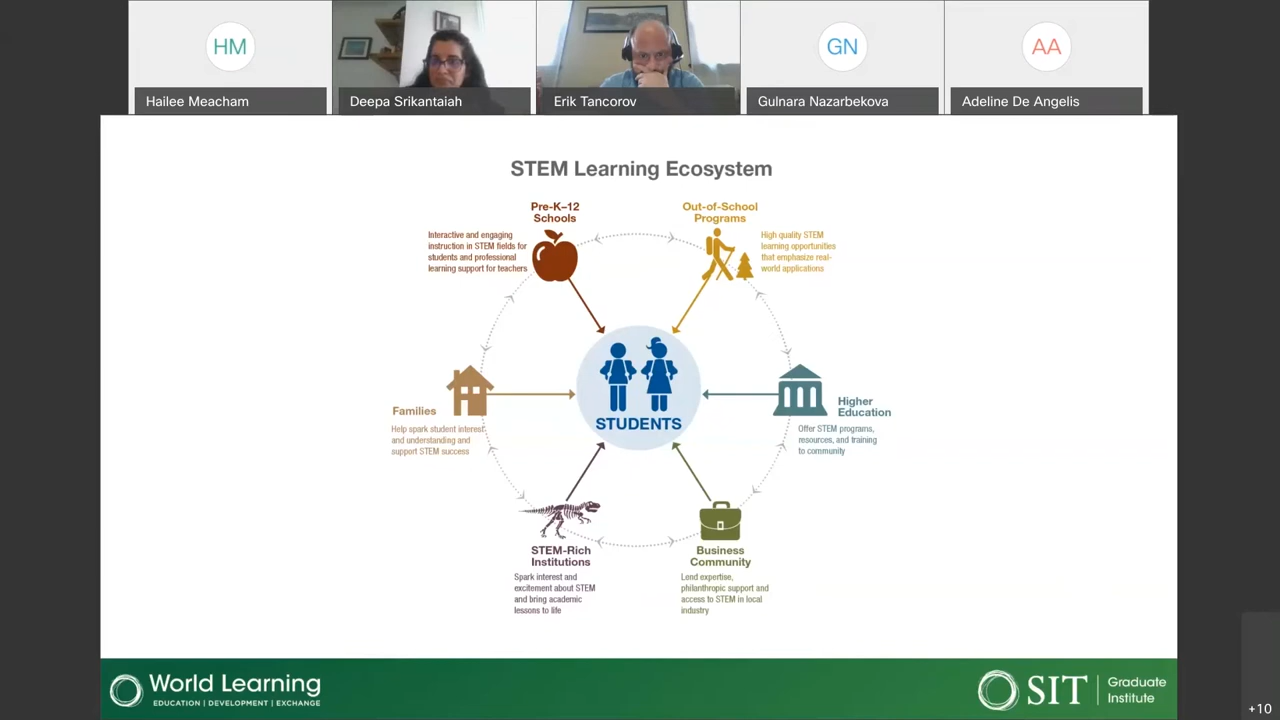 HM
GN
AA
Hailee Meacham
Deepa Srikantaiah
Erik Tancorov
Gulnara Nazarbekova
Adeline De Angelis
STEM Learning Ecosystem
Pre-K–12
Schools
Interactive and engaging
instruction in STEM fields for
students and professional
learning support for teachers
Out-of-School
Programs
High quality STEM
learning opportunities
that emphasize real-
world applications
Families
Help spark student interest
and understanding and
support STEM success
STUDENTS
Higher
Education
Offer STEM programs,
resources, and training
to community
STEM-Rich
Institutions
Spark interest and
excitement about STEM
and bring academic
lessons to life
Business
Community
Lend expertise,
philanthropic support and
access to STEM in local
industry
World Learning
EDUCATION | DEVELOPMENT | EXCHANGE
SIT
Graduate
Institute
+10